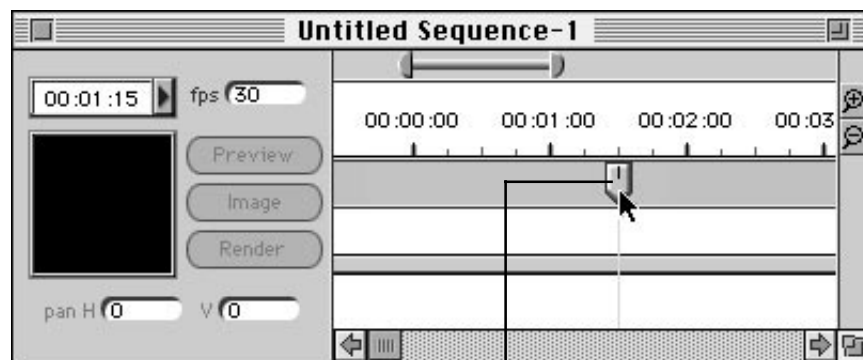 Untitled Sequence-1
00:01:15 fps 30
00:00:00 00:01:00 00:02:00 00:03
Preview
Image
Render
pan H 0 V 0